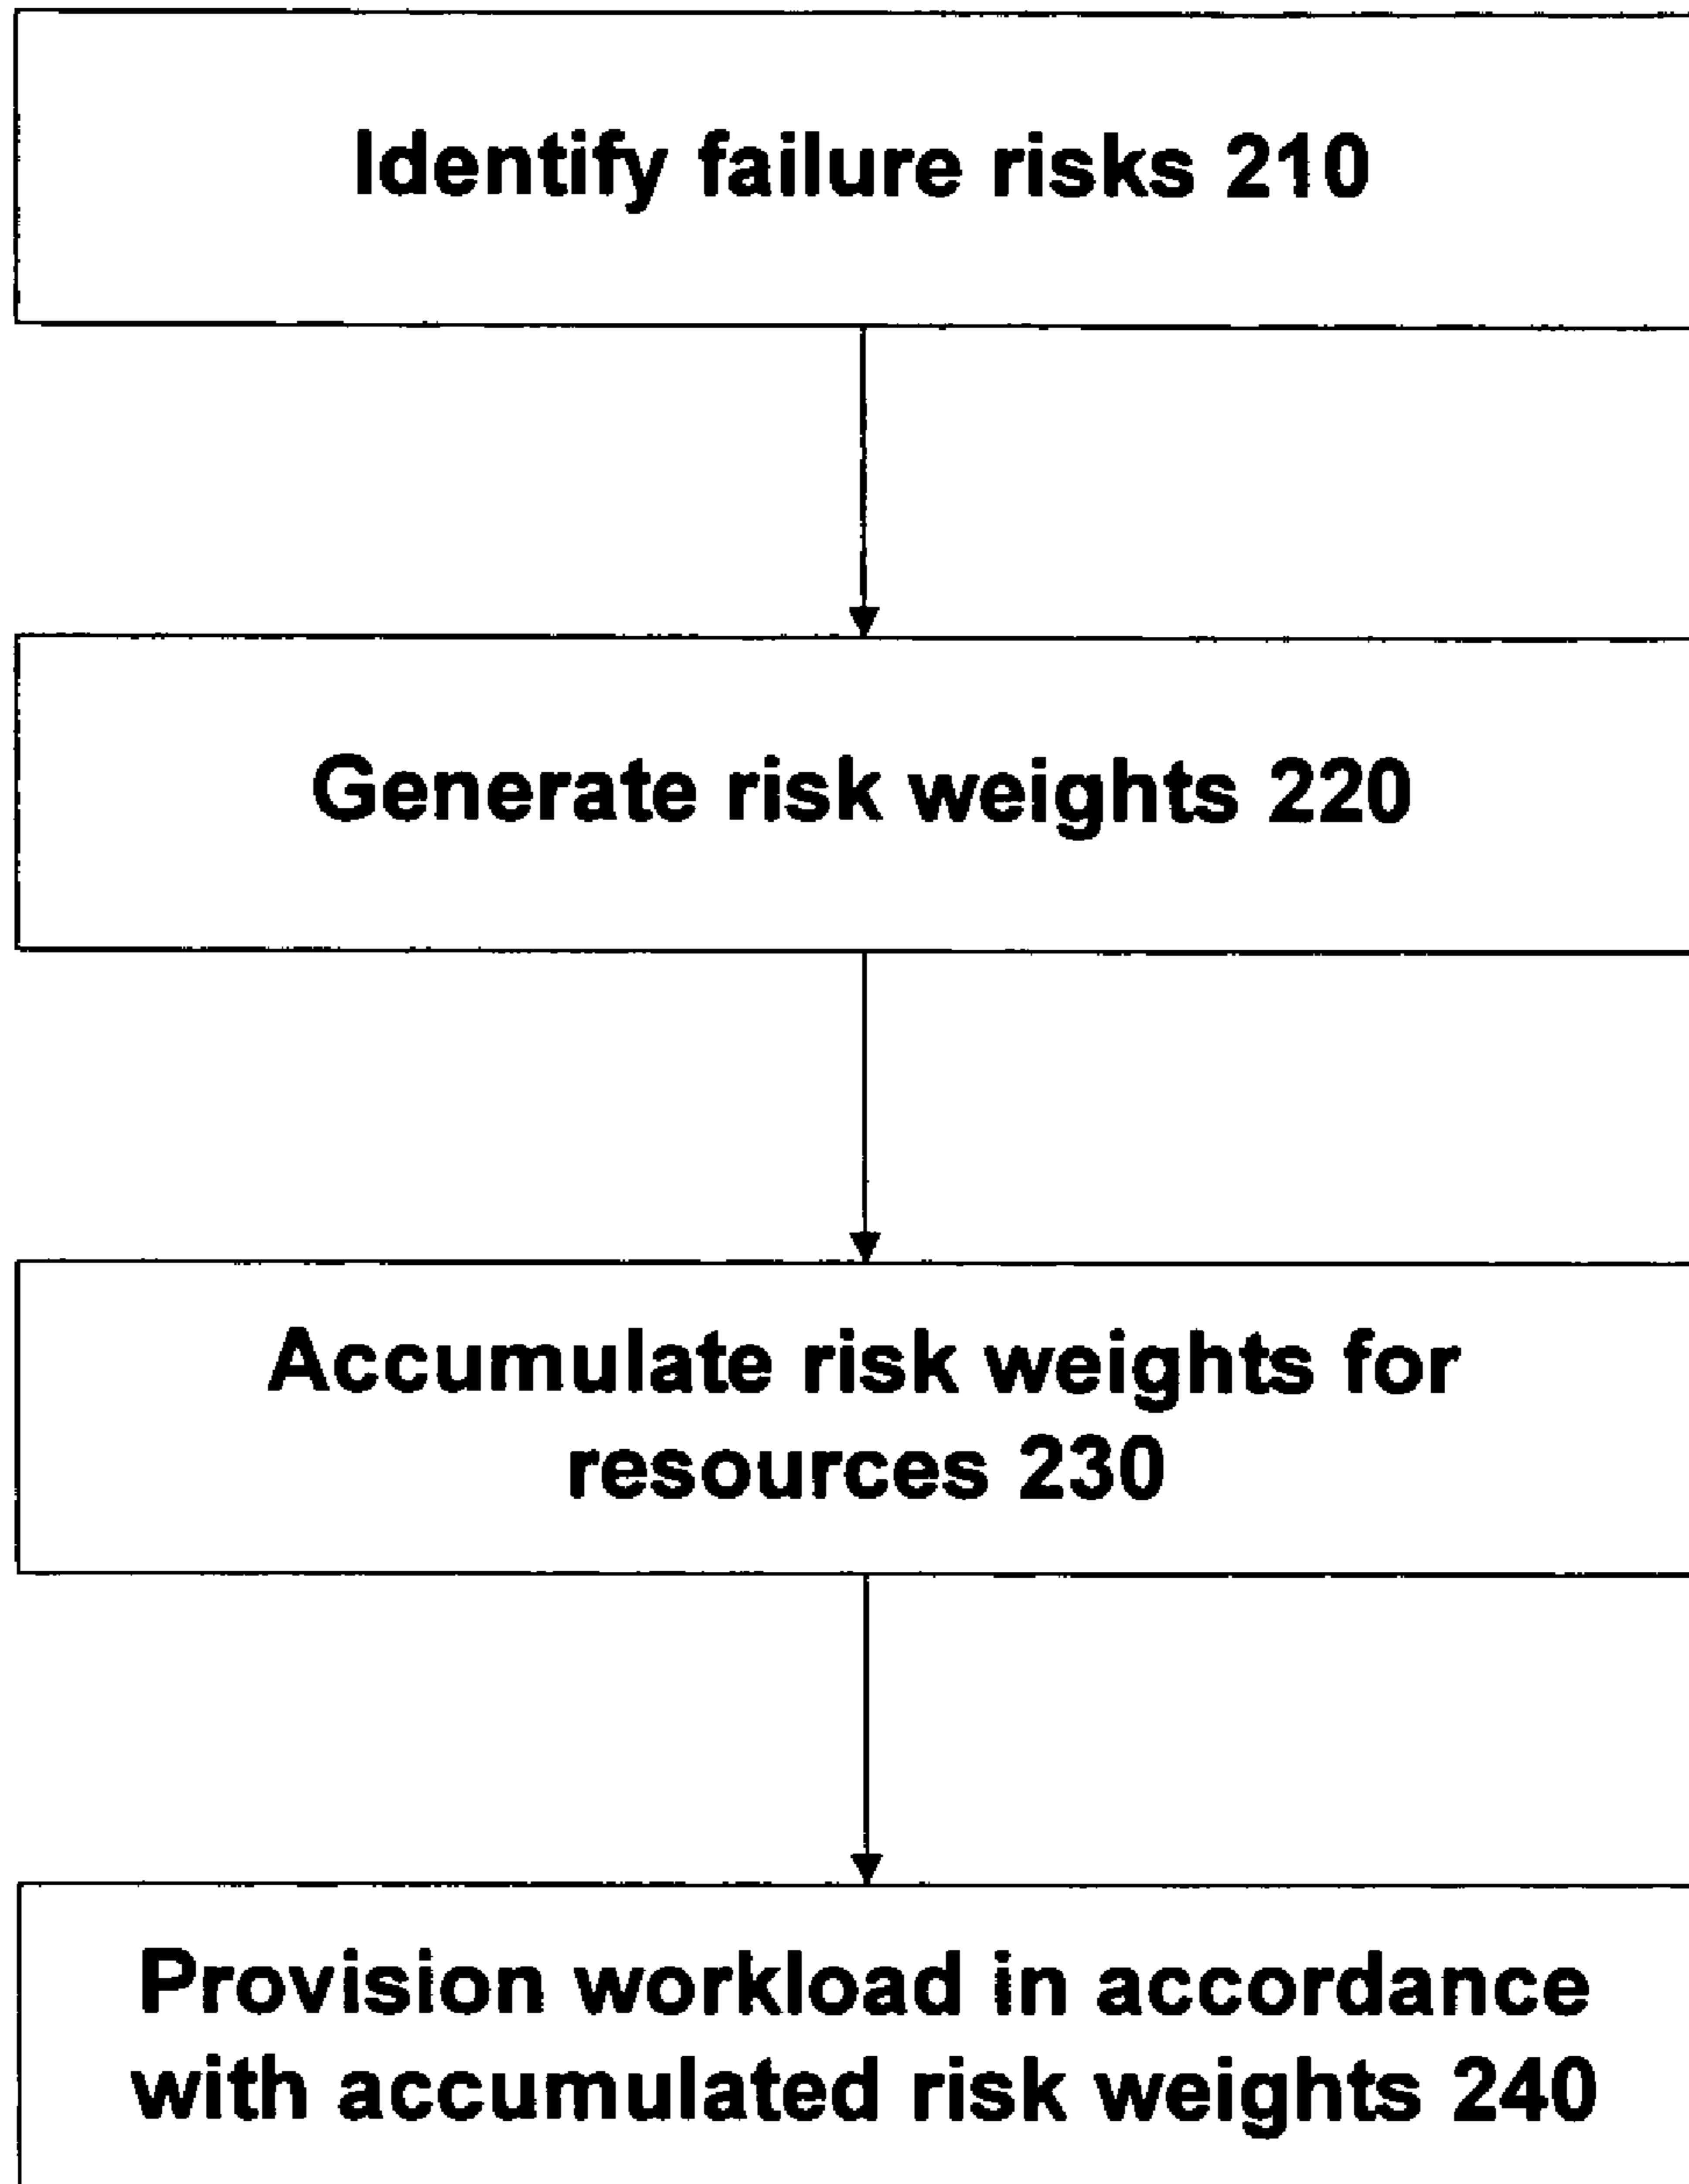 Identify failure risks 210
Generate risk weights 220
Accumulate risk weights for
resources 230
Provision workload in accordance
with accumulated risk weights 240